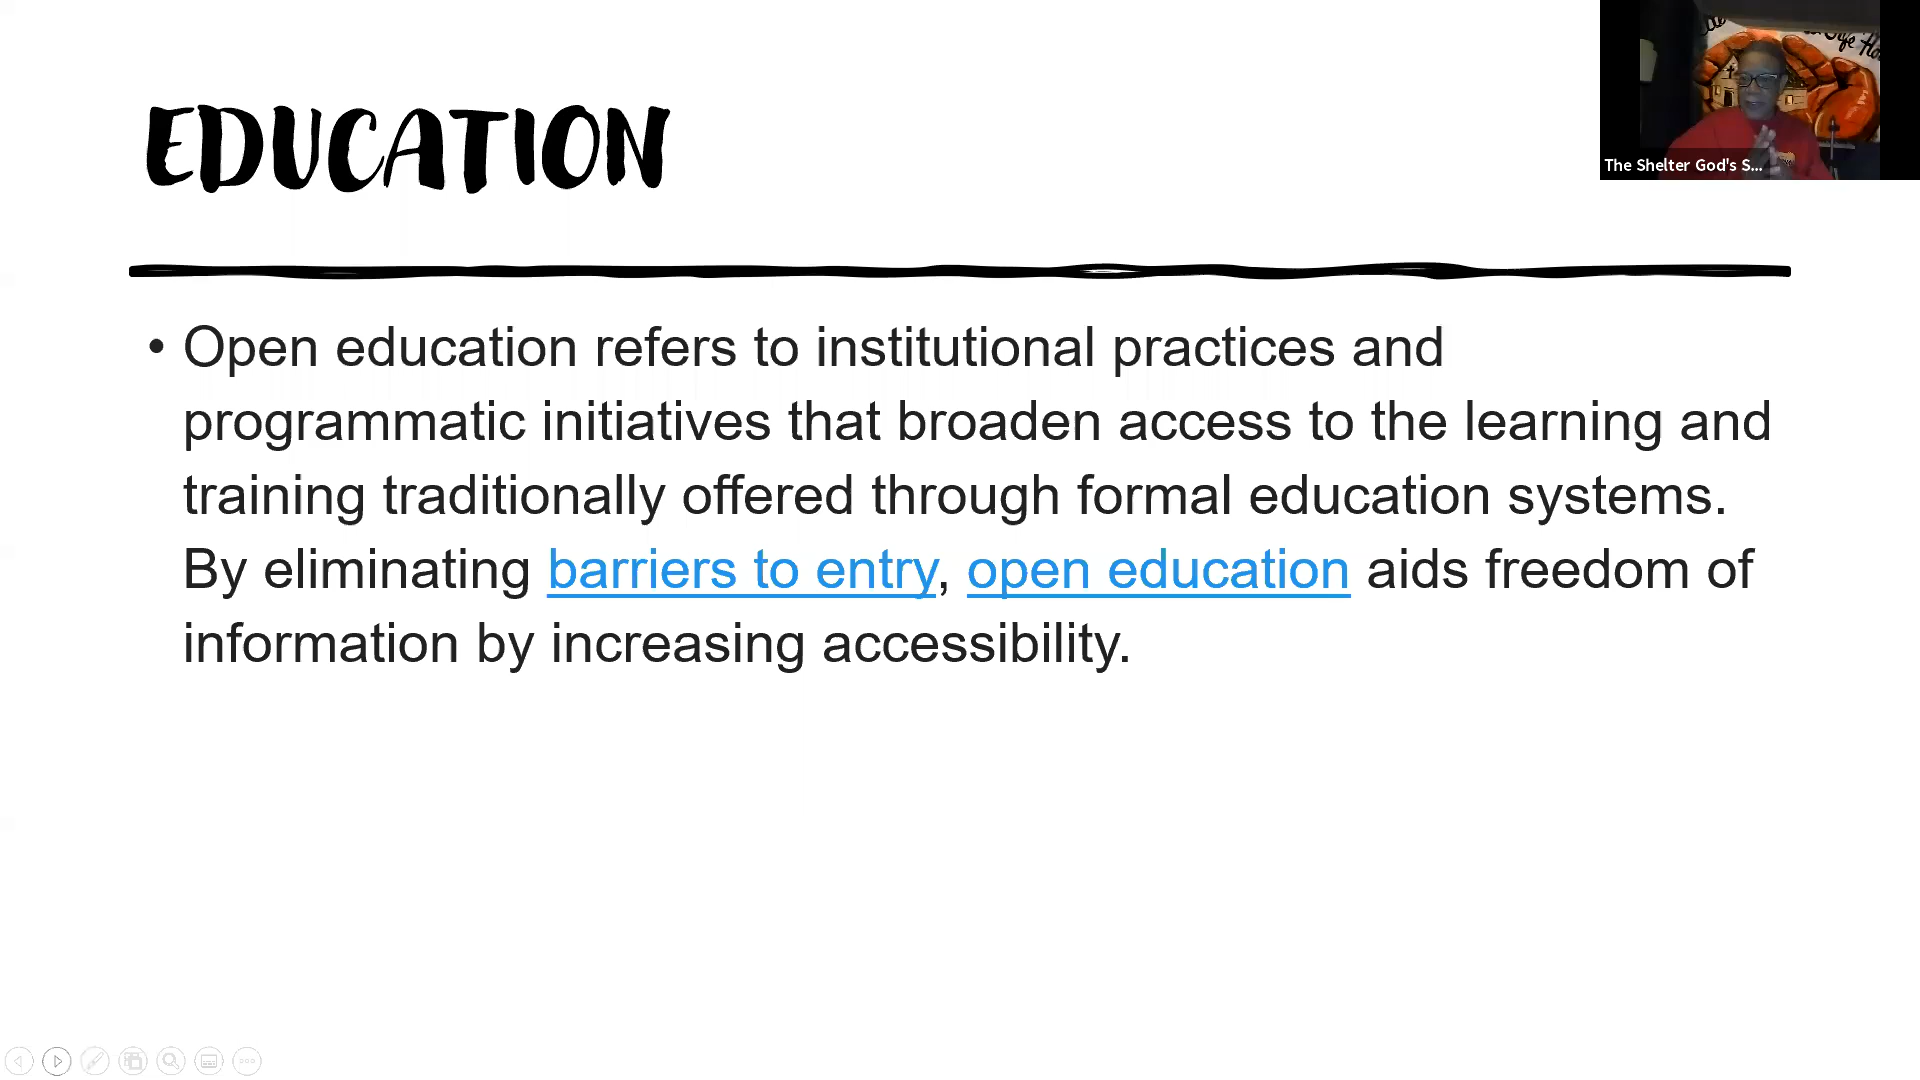 EDUCATION
• Open education refers to institutional practices and
programmatic initiatives that broaden access to the learning and
training traditionally offered through formal education systems.
By eliminating barriers to entry, open education aids freedom of
information by increasing accessibility.
The Shelter God's S...